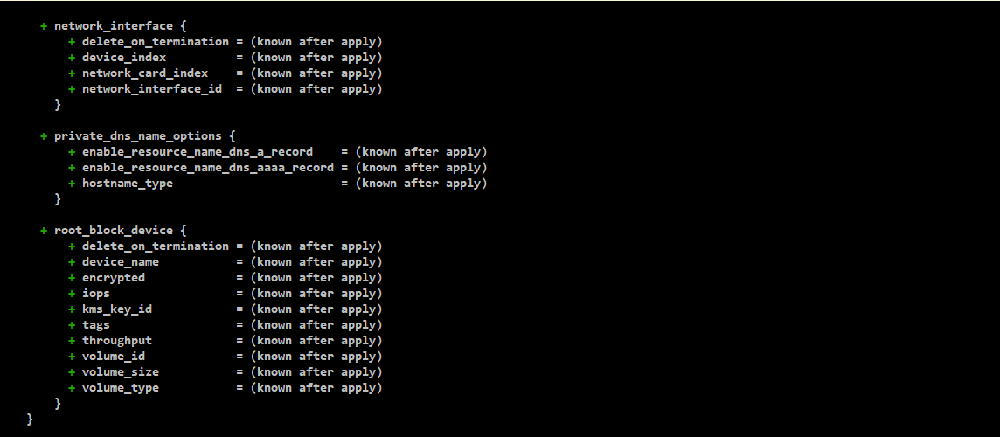 + network_interface {
+ delete_on_termination = (known after apply)
+ device_index = (known after apply)
+ network_card_index = (known after apply)
+ network_interface_id = (known after apply)
}
+ private_dns_name_options {
+ enable_resource_name_dns_a_record = (known after apply)
+ enable_resource_name_dns_aaaa_record = (known after apply)
+ hostname_type = (known after apply)
}
+ root_block_device {
+ delete_on_termination = (known after apply)
+ device_name = (known after apply)
+ encrypted = (known after apply)
+ iops = (known after apply)
+ kms_key_id = (known after apply)
+ tags = (known after apply)
+ throughput = (known after apply)
+ volume_id = (known after apply)
+ volume_size = (known after apply)
+ volume_type = (known after apply)
}
}